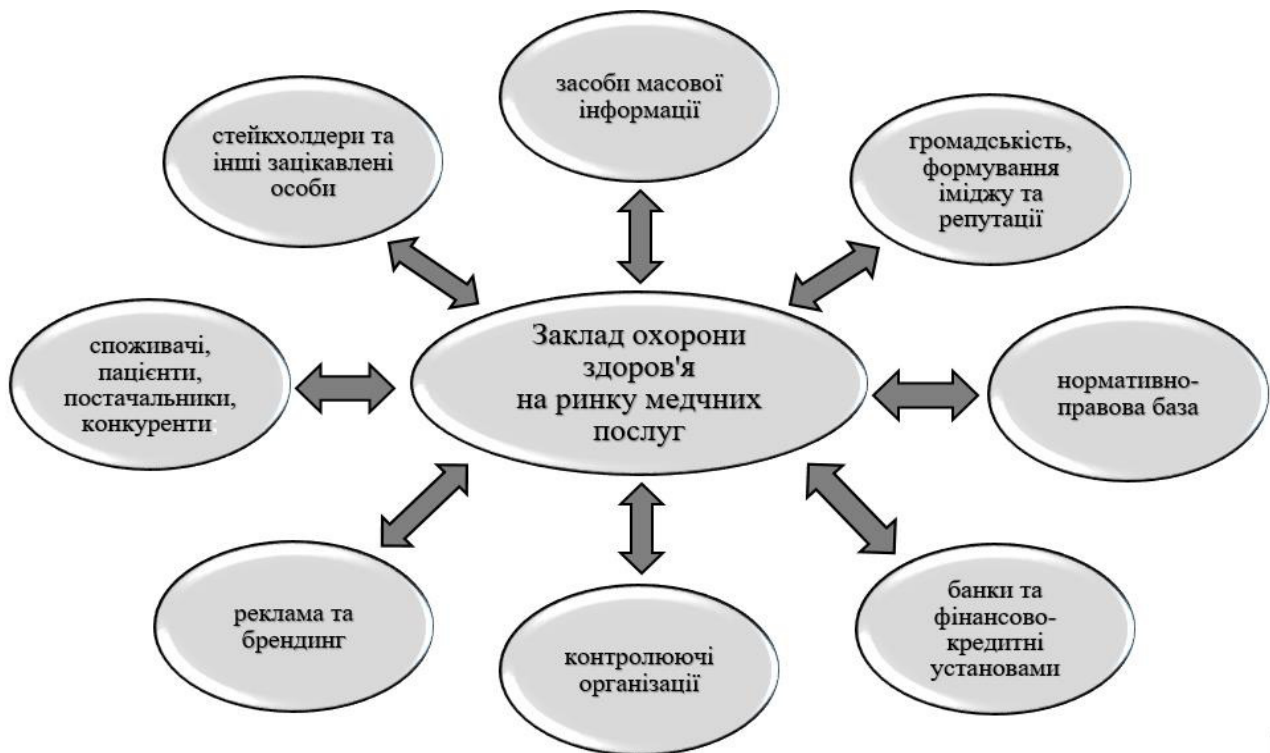 засоби масової
інформації
стейкхолдери та
інші зацікавлені
особи
громадськість,
формування
іміджу та
репутації
Заклад охорони
здоров'я
на ринку медчних
послуг
споживачі,
пацієнти,
постачальники,
конкуренти
нормативно-
правова база
реклама та
брендинг
контролюючі
організації
банки та
фінансово-
кредитні
установами